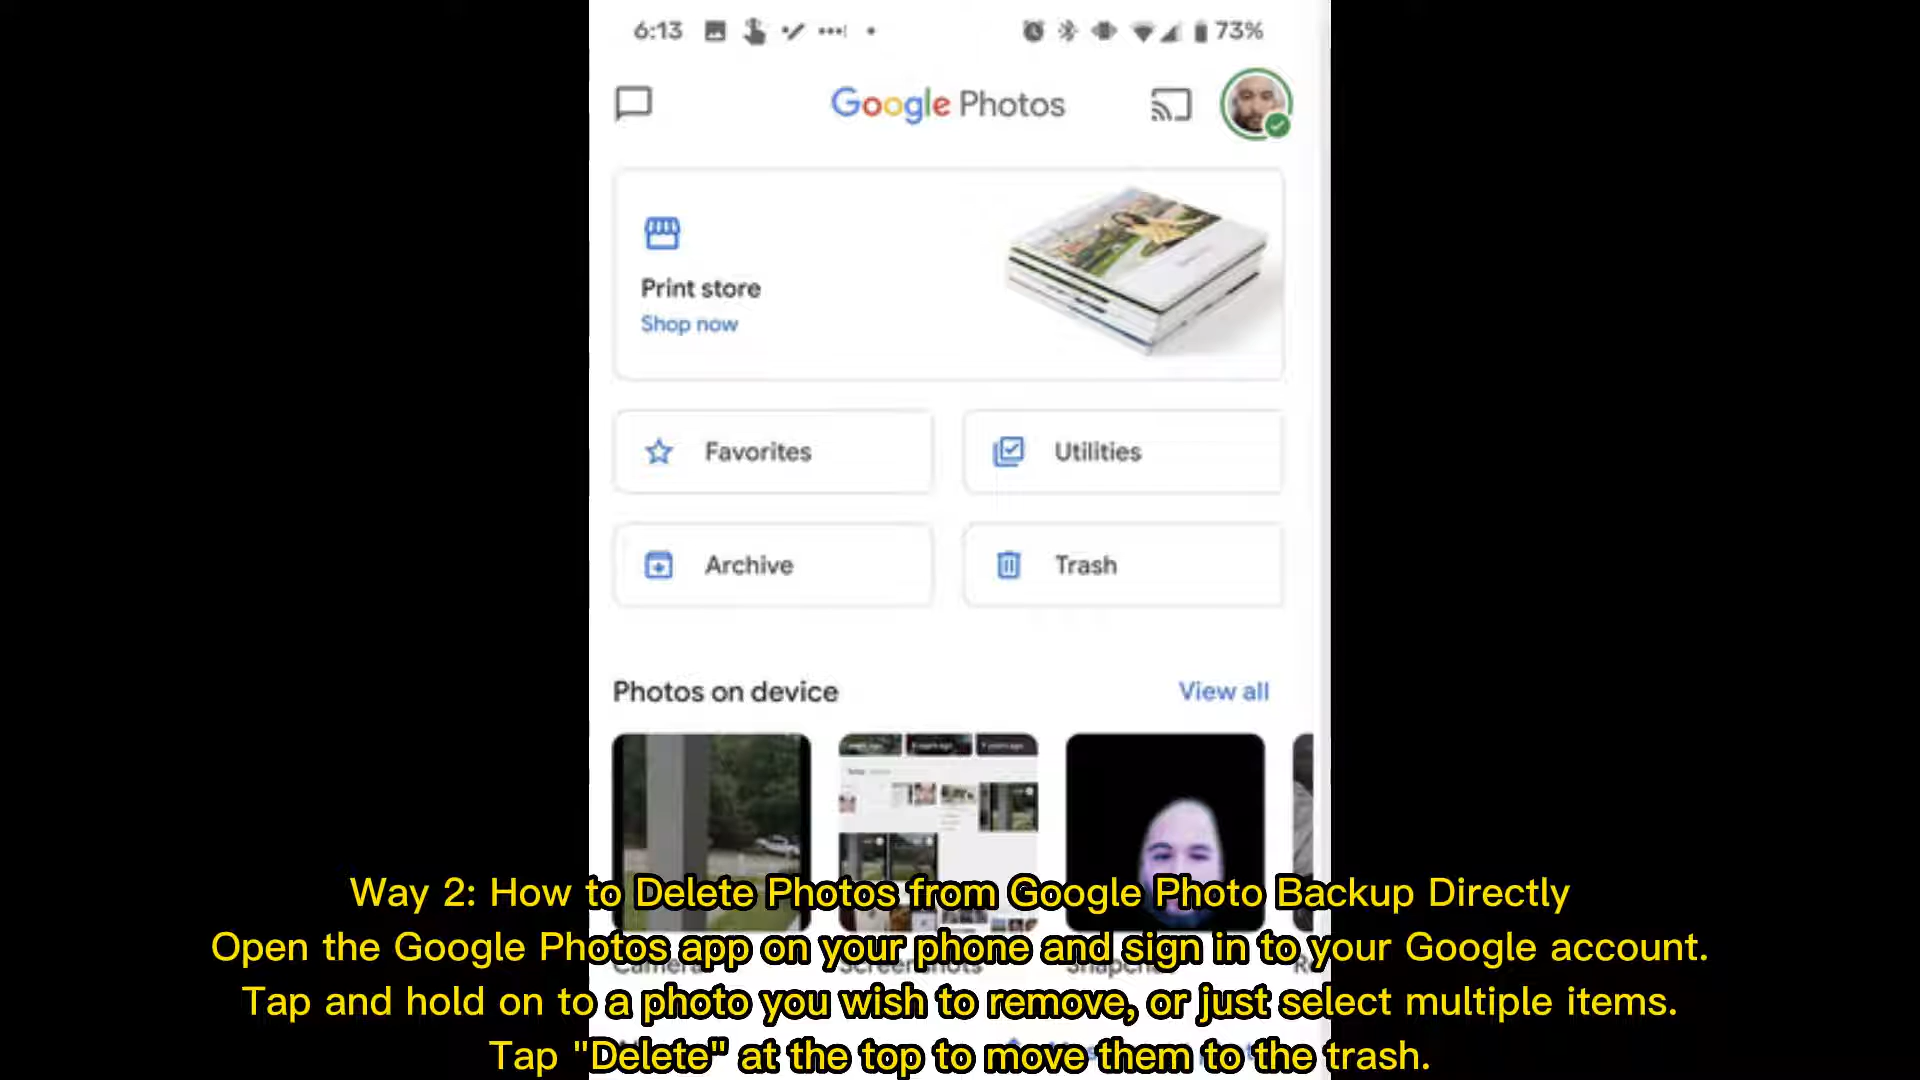 6:13
73%
Google Photos
Print store
Shop now
Favorites
Utilities
Archive
Trash
Photos on device
View all
Camera
Screenshots
Way 2: How to Delete Photos from Google Photo Backup Directly
Open the Google Photos app on your phone and sign in to your Google account.
Tap and hold on to a photo you wish to remove, or just select multiple items.
Tap "Delete" at the top to move them to the trash.